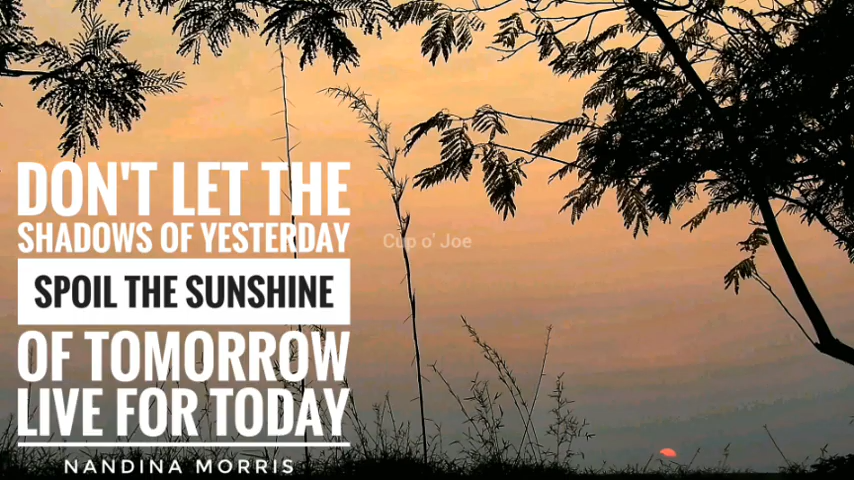 DON'T LET THE
SHADOWS OF YESTERDAY
SPOIL THE SUNSHINE
OF TOMORROW
LIVE FOR TODAY
NANDINA MORRIS
Cup o' Joe